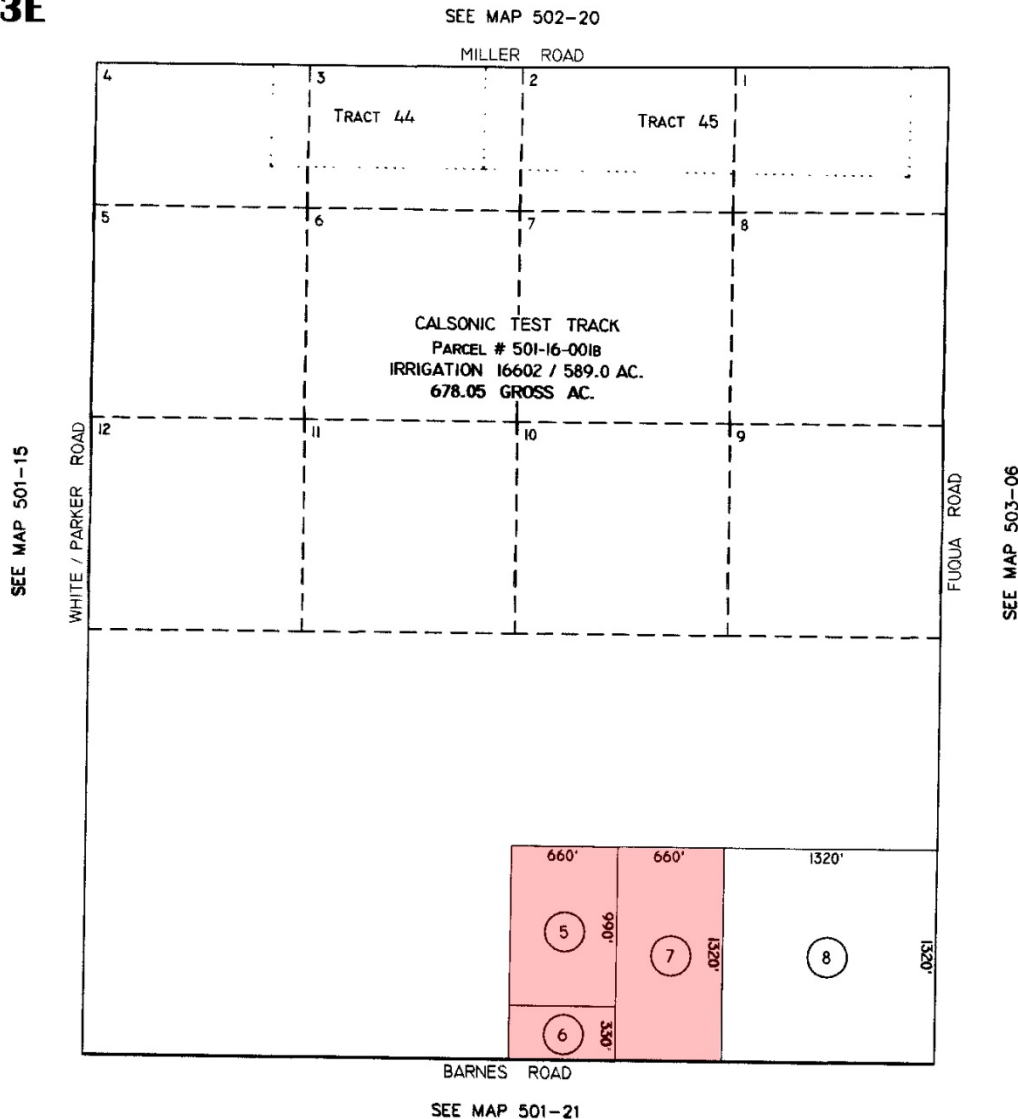 3E
SEE MAP 502-20
MILLER ROAD
4
3
2
1
TRACT 44
TRACT 45
5
6
7
8
CALSONIC TEST TRACK
PARCEL # 501-16-001B
IRRIGATION 16602 / 589.0 AC.
678.05 GROSS AC.
12
11
10
9
SEE MAP 501-15
WHITE / PARKER ROAD
FUQUA ROAD
SEE MAP 503-06
660'
660'
1320'
5
990'
7
1320'
8
1320'
6
330'
BARNES ROAD
SEE MAP 501-21